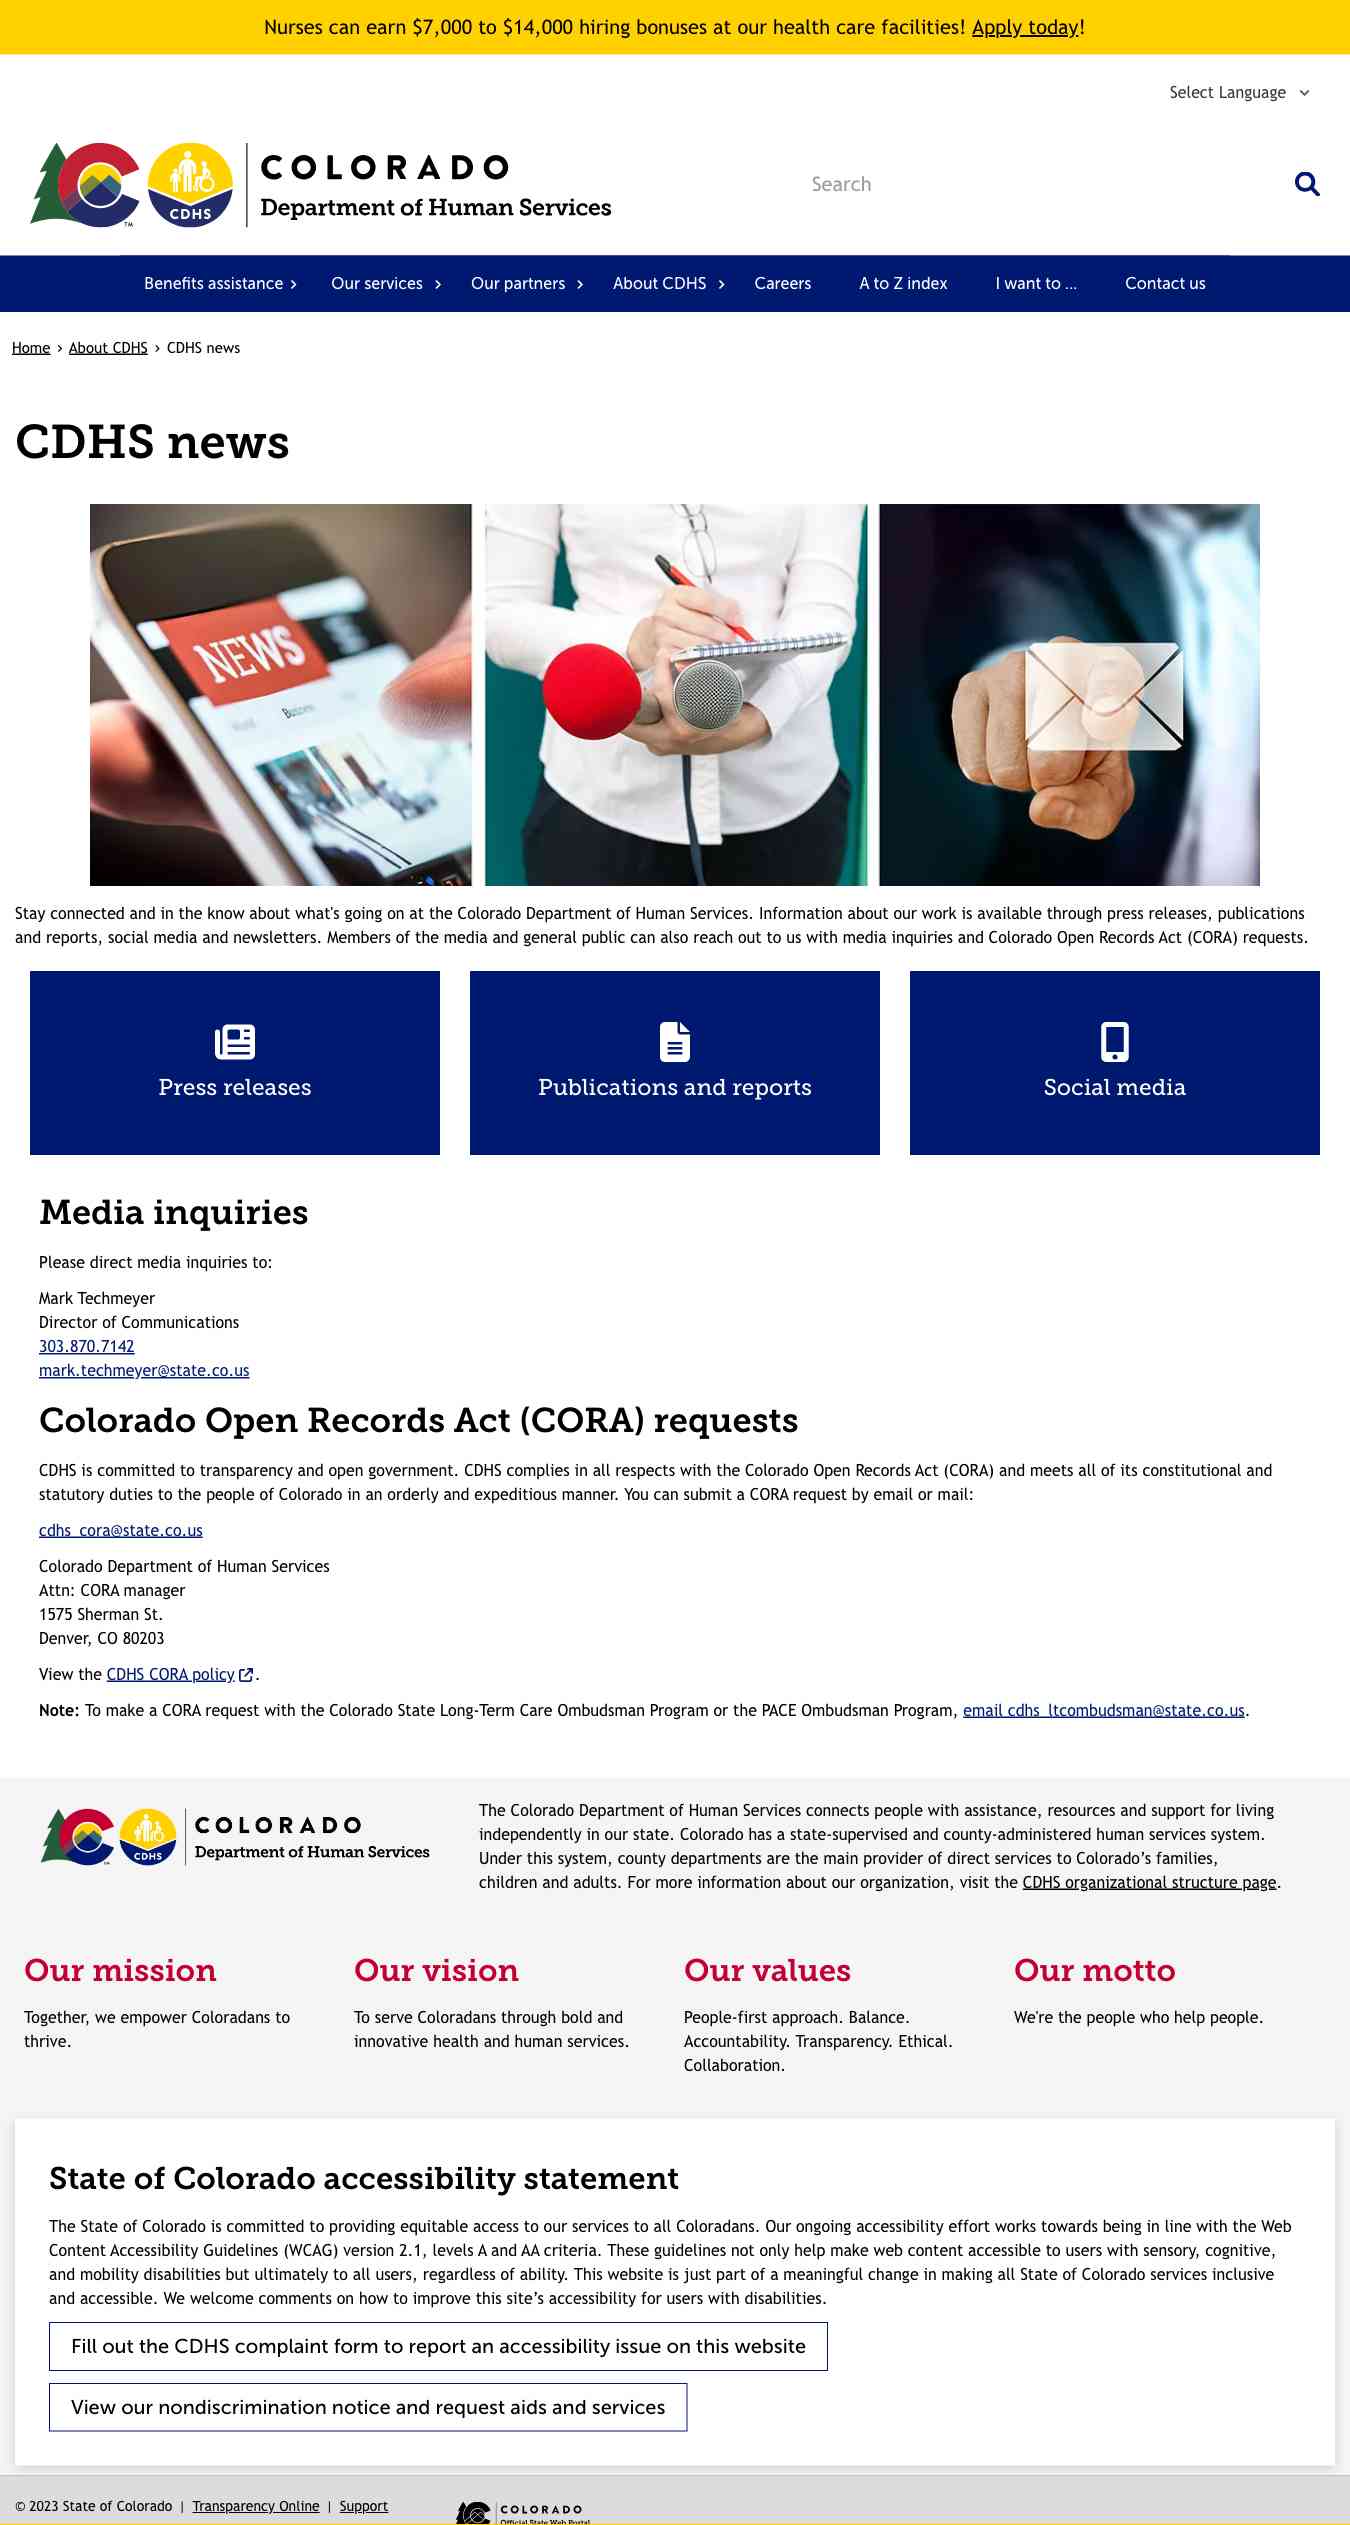 Nurses can earn $7,000 to $14,000 hiring bonuses at our health care facilities! Apply today!
Select Language
CDHS
TM
COLORADO
Department of Human Services
Search
Benefits assistance › Our services › Our partners › About CDHS › Careers A to Z index I want to ... Contact us
Home › About CDHS › CDHS news
CDHS news
NEWS
Business
Stay connected and in the know about what's going on at the Colorado Department of Human Services. Information about our work is available through press releases, publications
and reports, social media and newsletters. Members of the media and general public can also reach out to us with media inquiries and Colorado Open Records Act (CORA) requests.
Press releases
Publications and reports
Social media
Media inquiries
Please direct media inquiries to:
Mark Techmeyer
Director of Communications
303.870.7142
mark.techmeyer@state.co.us
Colorado Open Records Act (CORA) requests
CDHS is committed to transparency and open government. CDHS complies in all respects with the Colorado Open Records Act (CORA) and meets all of its constitutional and
statutory duties to the people of Colorado in an orderly and expeditious manner. You can submit a CORA request by email or mail:
cdhs_cora@state.co.us
Colorado Department of Human Services
Attn: CORA manager
1575 Sherman St.
Denver, CO 80203
View the CDHS CORA policy.
Note: To make a CORA request with the Colorado State Long-Term Care Ombudsman Program or the PACE Ombudsman Program, email cdhs_ltcombudsman@state.co.us.
CDHS
COLORADO
Department of Human Services
The Colorado Department of Human Services connects people with assistance, resources and support for living
independently in our state. Colorado has a state-supervised and county-administered human services system.
Under this system, county departments are the main provider of direct services to Colorado’s families,
children and adults. For more information about our organization, visit the CDHS organizational structure page.
Our mission
Together, we empower Coloradans to
thrive.
Our vision
To serve Coloradans through bold and
innovative health and human services.
Our values
People-first approach. Balance.
Accountability. Transparency. Ethical.
Collaboration.
Our motto
We're the people who help people.
State of Colorado accessibility statement
The State of Colorado is committed to providing equitable access to our services to all Coloradans. Our ongoing accessibility effort works towards being in line with the Web
Content Accessibility Guidelines (WCAG) version 2.1, levels A and AA criteria. These guidelines not only help make web content accessible to users with sensory, cognitive,
and mobility disabilities but ultimately to all users, regardless of ability. This website is just part of a meaningful change in making all State of Colorado services inclusive
and accessible. We welcome comments on how to improve this site’s accessibility for users with disabilities.
Fill out the CDHS complaint form to report an accessibility issue on this website
View our nondiscrimination notice and request aids and services
© 2023 State of Colorado | Transparency Online | Support
COLORADO
Official State Web Portal